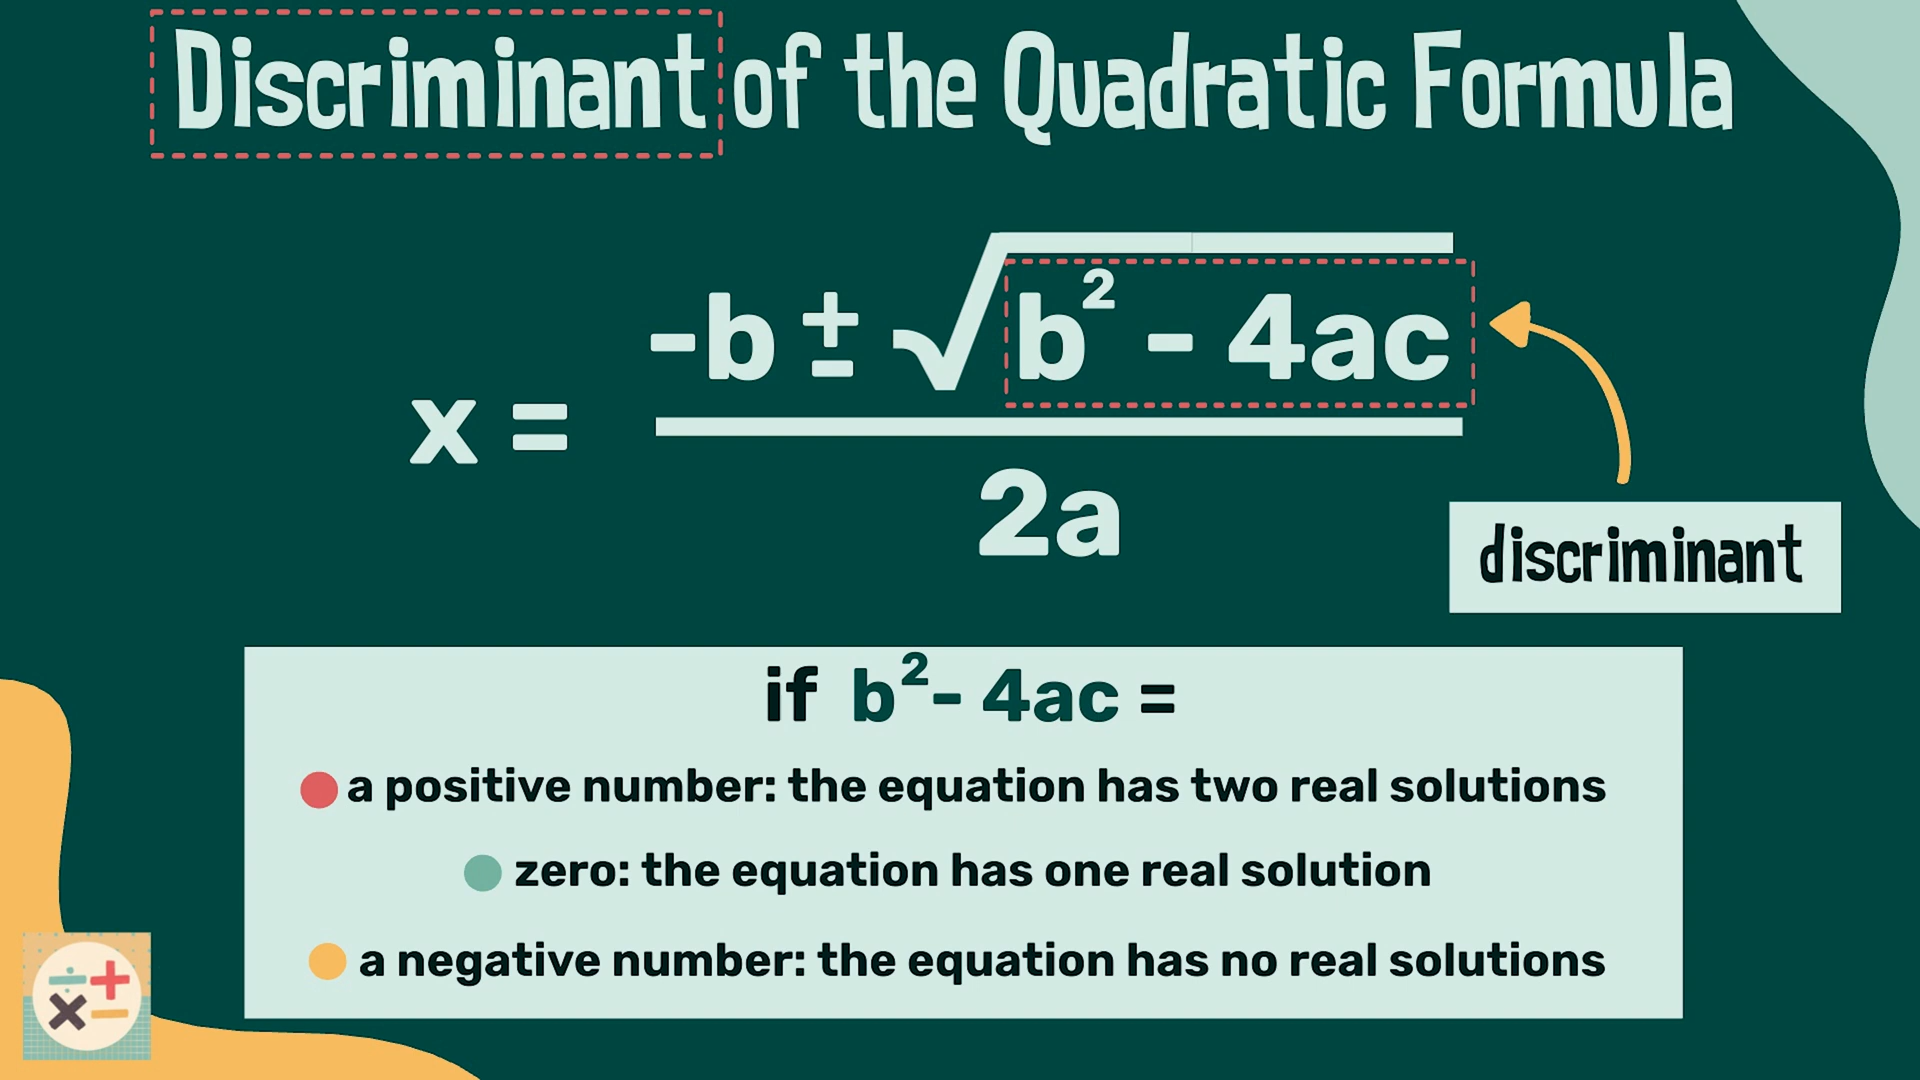 Discriminant of the Quadratic Formula
x = -b ± √b² - 4ac
2a
discriminant
if b² - 4ac =
a positive number: the equation has two real solutions
zero: the equation has one real solution
a negative number: the equation has no real solutions